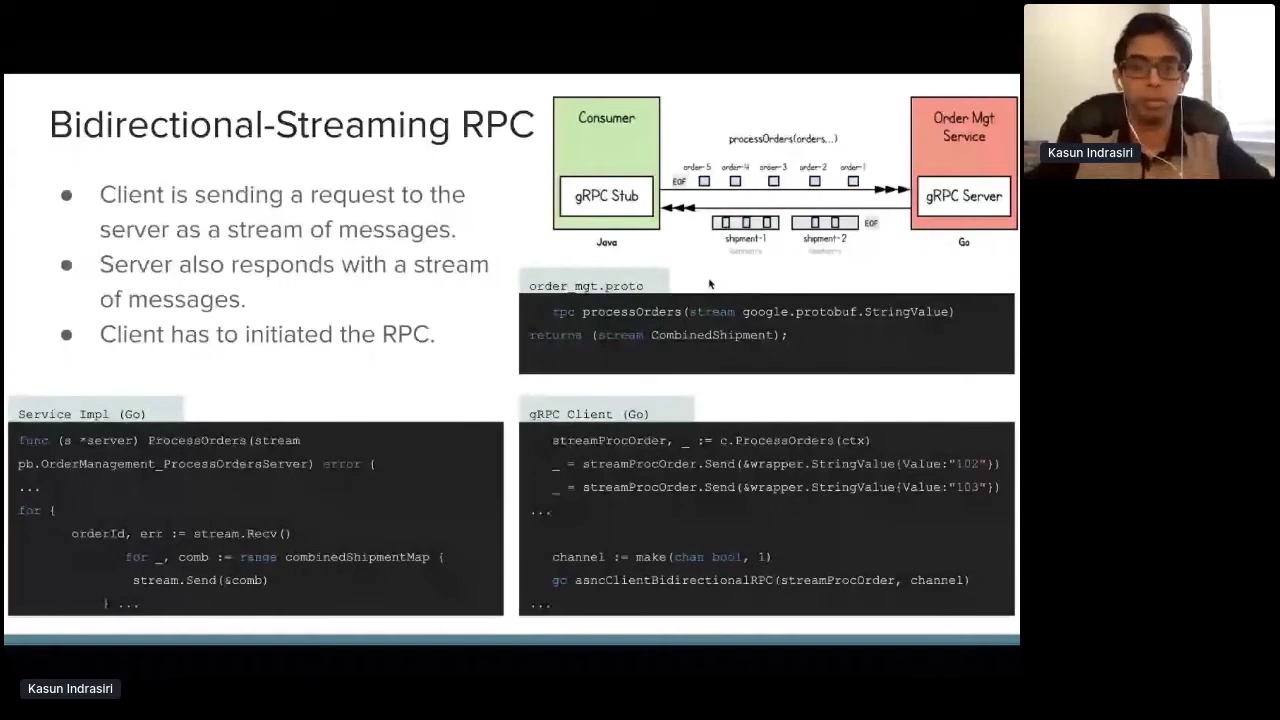 Bidirectional-Streaming RPC
● Client is sending a request to the
server as a stream of messages.
● Server also responds with a stream
of messages.
● Client has to initiated the RPC.
Consumer
gRPC Stub
Java
processOrders(orders...)
EOF order-5 order-4 order-3 order-2 order-1
shipment-1 shipment-2 EOF
Order Mgt
Service
gRPC Server
Go
order_mgt.proto
rpc processOrders(stream google.protobuf.StringValue)
returns (stream CombinedShipment);
Service Impl (Go)
func (s *server) ProcessOrders(stream
pb.OrderManagement_ProcessOrdersServer) error {
...
for {
orderId, err := stream.Recv()
for _, comb := range combinedShipmentMap {
stream.Send(&comb)
} ...
gRPC Client (Go)
streamProcOrder, _ := c.ProcessOrders(ctx)
_ = streamProcOrder.Send(&wrapper.StringValue{Value:"102"})
_ = streamProcOrder.Send(&wrapper.StringValue{Value:"103"})
...
channel := make(chan bool, 1)
go asncClientBidirectionalRPC(streamProcOrder, channel)
...
Kasun Indrasiri
Kasun Indrasiri